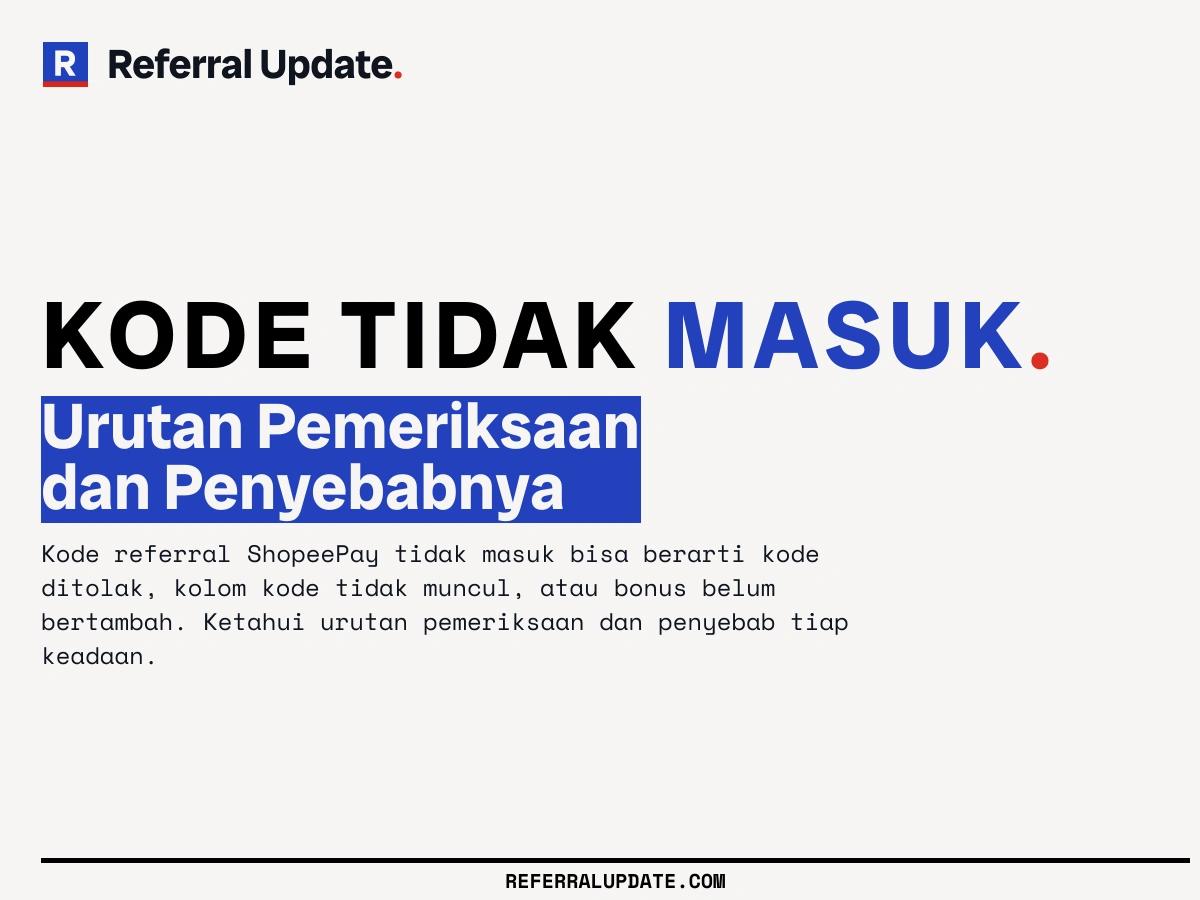 R Referral Update.
KODE TIDAK MASUK.
Urutan Pemeriksaan
dan Penyebabnya
Kode referral ShopeePay tidak masuk bisa berarti kode
ditolak, kolom kode tidak muncul, atau bonus belum
bertambah. Ketahui urutan pemeriksaan dan penyebab tiap
keadaan.
REFERRALUPDATE.COM